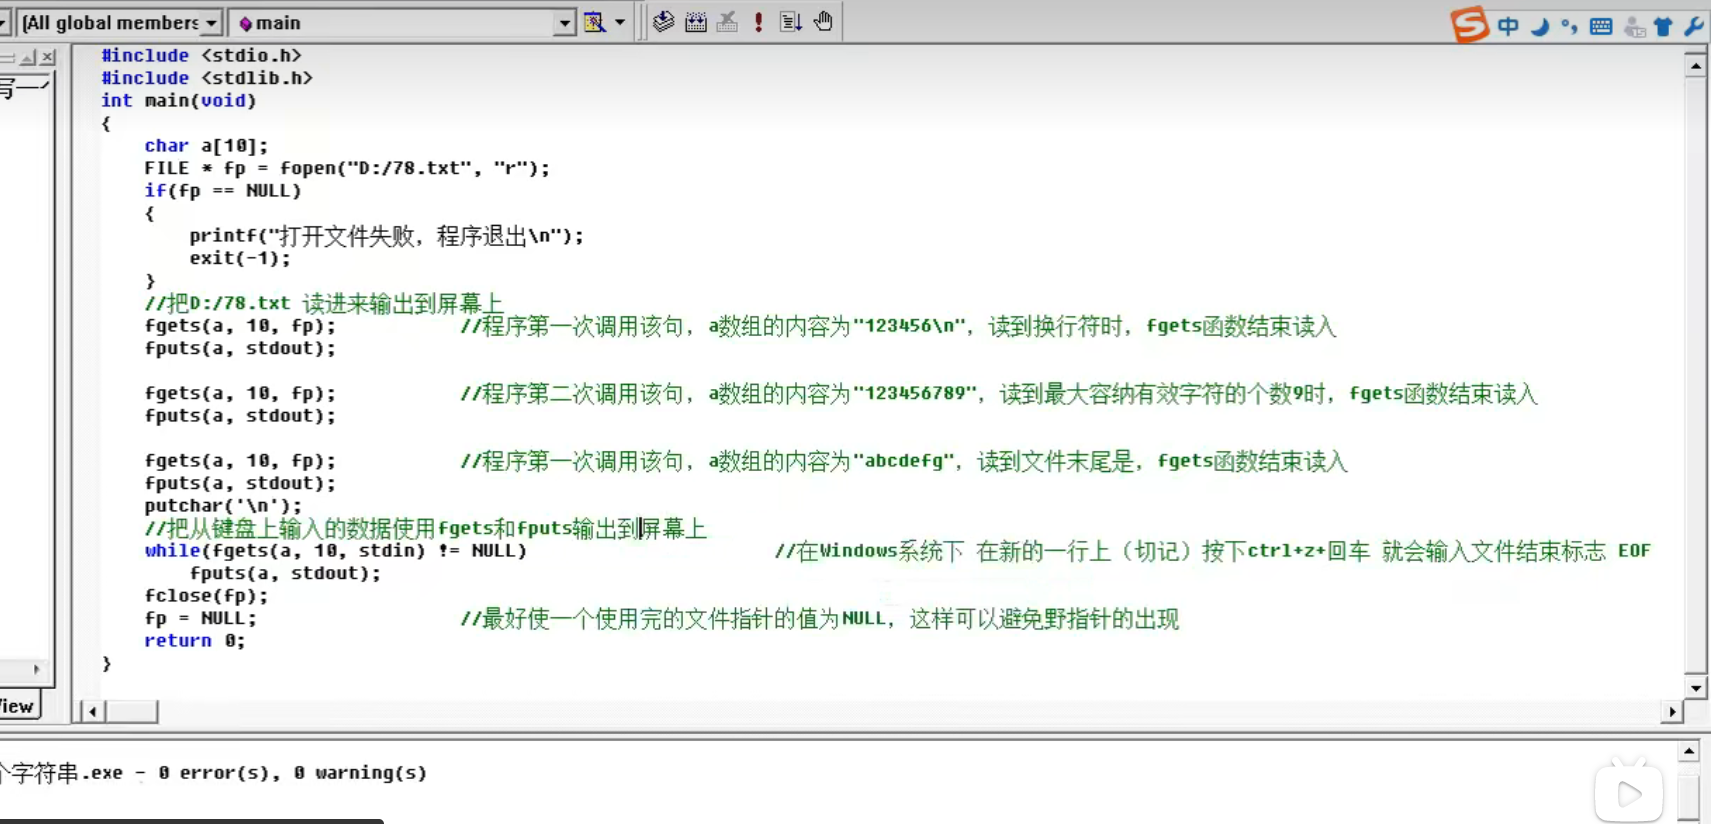 (All global members
main
中
写一个
#include <stdio.h>
#include <stdlib.h>
int main(void)
{
char a[10];
FILE * fp = fopen("D:/78.txt", "r");
if(fp == NULL)
{
printf("打开文件失败，程序退出\n");
exit(-1);
}
//把D:/78.txt 读进来输出到屏幕上
fgets(a, 10, fp); //程序第一次调用该句，a数组的内容为"123456\n"，读到换行符时，fgets函数结束读入
fputs(a, stdout);
fgets(a, 10, fp); //程序第二次调用该句，a数组的内容为"123456789"，读到最大容纳有效字符的个数9时，fgets函数结束读入
fputs(a, stdout);
fgets(a, 10, fp); //程序第一次调用该句，a数组的内容为"abcdefg"，读到文件末尾是，fgets函数结束读入
fputs(a, stdout);
putchar('\n');
//把从键盘上输入的数据使用fgets和fputs输出到屏幕上
while(fgets(a, 10, stdin) != NULL) //在Windows系统下 在新的一行上（切记）按下ctrl+z+回车 就会输入文件结束标志 EOF
fputs(a, stdout);
fclose(fp);
fp = NULL; //最好使一个使用完的文件指针的值为NULL，这样可以避免野指针的出现
return 0;
}
View
个字符串.exe - 0 error(s), 0 warning(s)